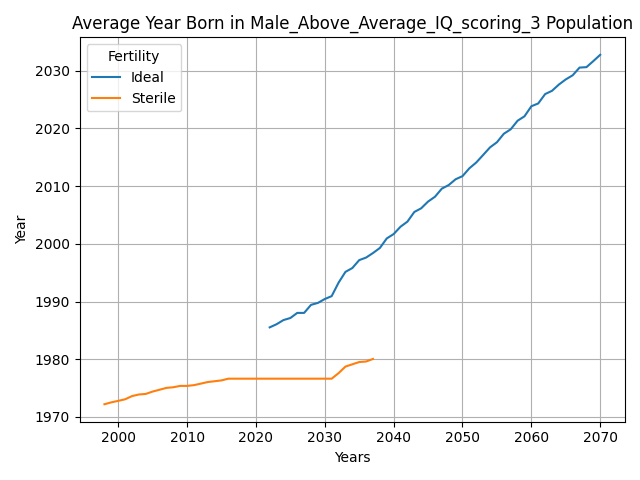 Average Year Born in Male_Above_Average_IQ_scoring_3 Population
Fertility
Ideal
Sterile
2030
2020
2010
2000
1990
1980
1970
Year
2000 2010 2020 2030 2040 2050 2060 2070
Years